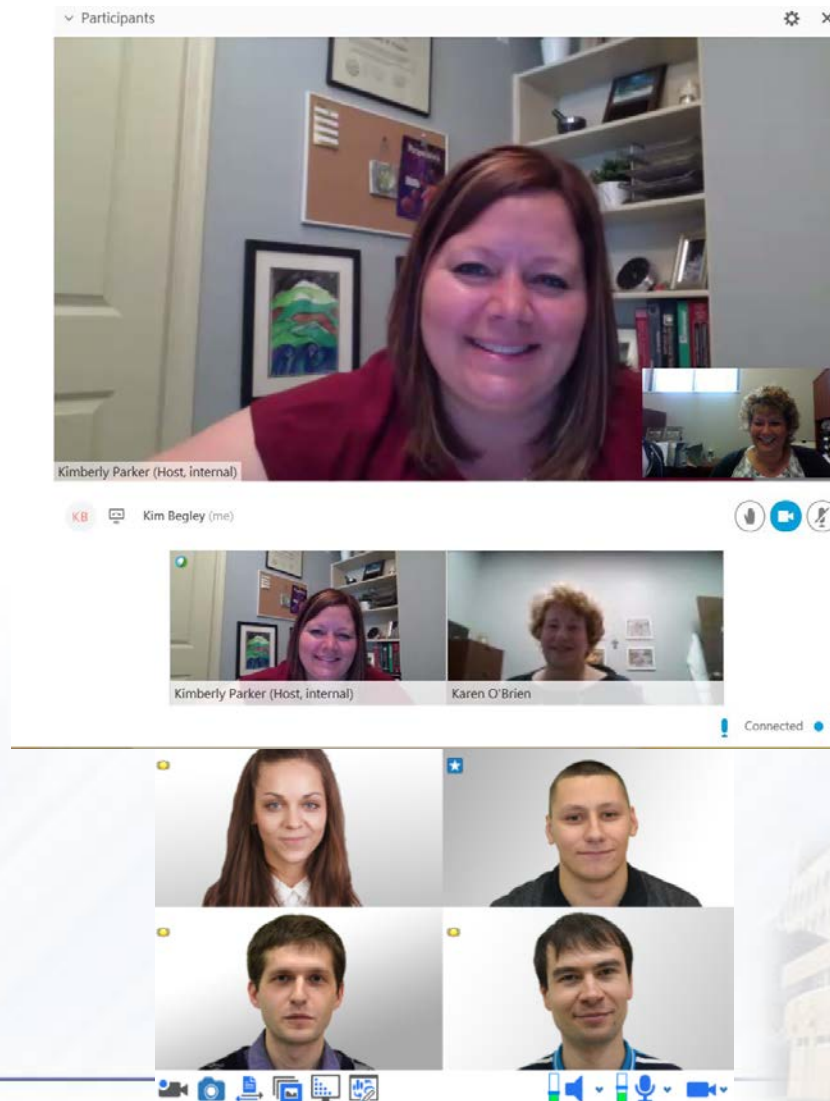 Participants
Kimberly Parker (Host, internal)
KB
Kim Begley (me)
Kimberly Parker (Host, internal)
Karen O'Brien
Connected